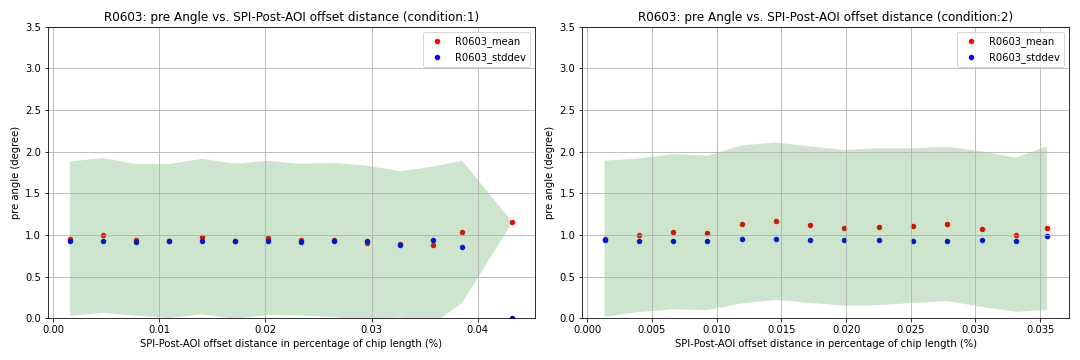 R0603: pre Angle vs. SPI-Post-AOI offset distance (condition:1)
3.5
3.0
2.5
2.0
1.5
1.0
0.5
0.0
pre angle (degree)
R0603_mean
R0603_stddev
0.00
0.01
0.02
0.03
0.04
SPI-Post-AOI offset distance in percentage of chip length (%)
R0603: pre Angle vs. SPI-Post-AOI offset distance (condition:2)
3.5
3.0
2.5
2.0
1.5
1.0
0.5
0.0
pre angle (degree)
R0603_mean
R0603_stddev
0.000
0.005
0.010
0.015
0.020
0.025
0.030
0.035
SPI-Post-AOI offset distance in percentage of chip length (%)